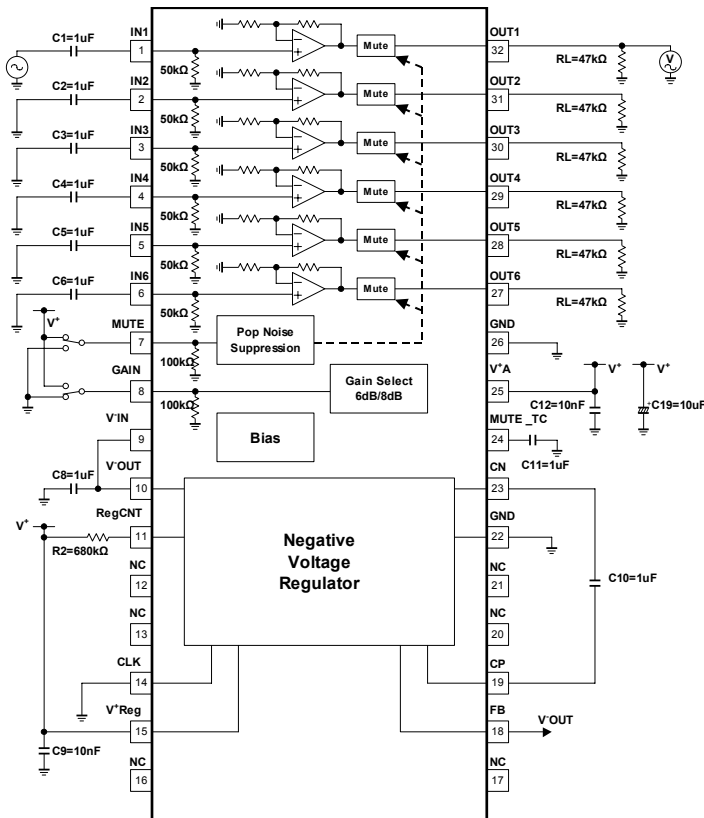 IN1
C1=1uF
1
50kΩ
Mute
OUT1
32
RL=47kΩ
V
IN2
C2=1uF
2
50kΩ
Mute
OUT2
31
RL=47kΩ
IN3
C3=1uF
3
50kΩ
Mute
OUT3
30
RL=47kΩ
IN4
C4=1uF
4
50kΩ
Mute
OUT4
29
RL=47kΩ
IN5
C5=1uF
5
50kΩ
Mute
OUT5
28
RL=47kΩ
IN6
C6=1uF
6
50kΩ
Mute
OUT6
27
RL=47kΩ
V+
MUTE
7
100kΩ
Pop Noise
Suppression
GND
26
GAIN
8
100kΩ
Gain Select
6dB/8dB
V+A
25
V+
V+
C12=10nF
+
C19=10uF
V-IN
9
Bias
MUTE _TC
24
C11=1uF
V-OUT
C8=1uF
10
CN
23
V+
RegCNT
R2=680kΩ
11
Negative
Voltage
Regulator
GND
22
NC
12
NC
21
C10=1uF
NC
13
NC
20
CLK
14
CP
19
V+Reg
15
C9=10nF
FB
18
V-OUT
NC
16
NC
17